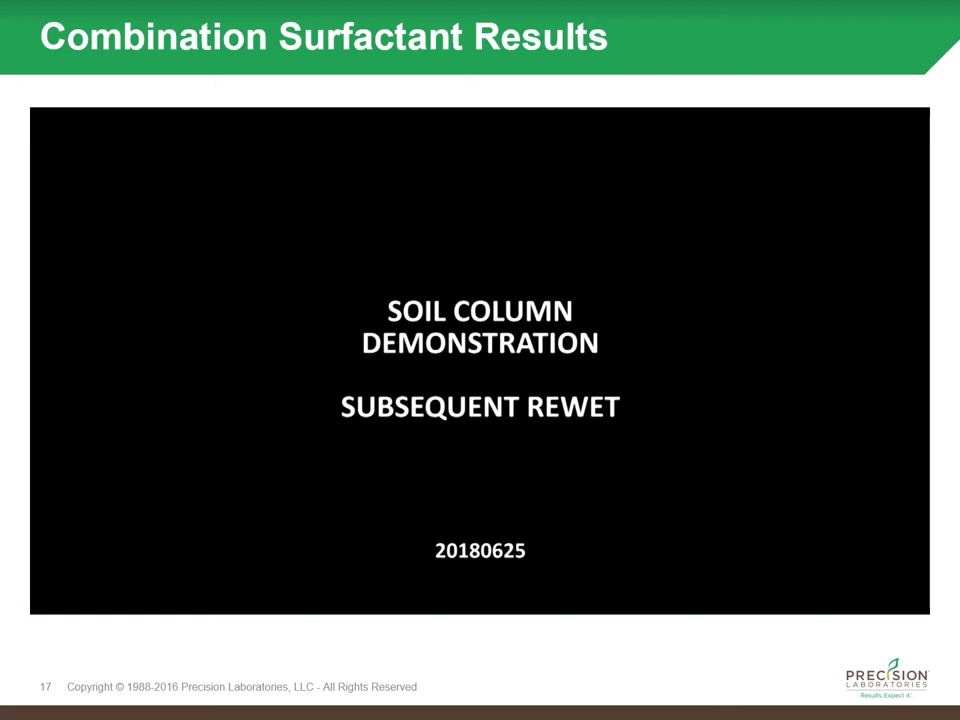 Combination Surfactant Results
SOIL COLUMN
DEMONSTRATION
SUBSEQUENT REWET
20180625
17 Copyright © 1988-2016 Precision Laboratories, LLC - All Rights Reserved
PRECISION
LABORATORIES
Results. Expect it.